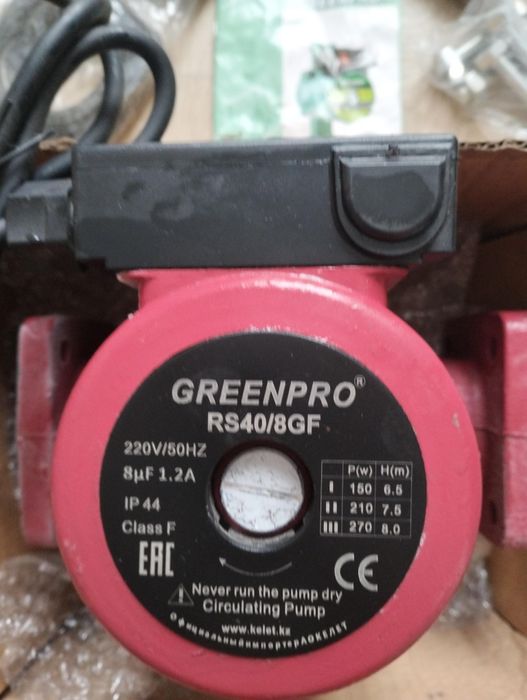 GREENPRO®
RS40/8GF
220V/50HZ
8µF 1.2A
IP 44
Class F
P(w) H(m)
I 150 6.5
II 210 7.5
III 270 8.0
EAC
CE
Never run the pump dry
Circulating Pump
www.kelet.kz
ОфициальныйимпортерАОКЕЛЕТ